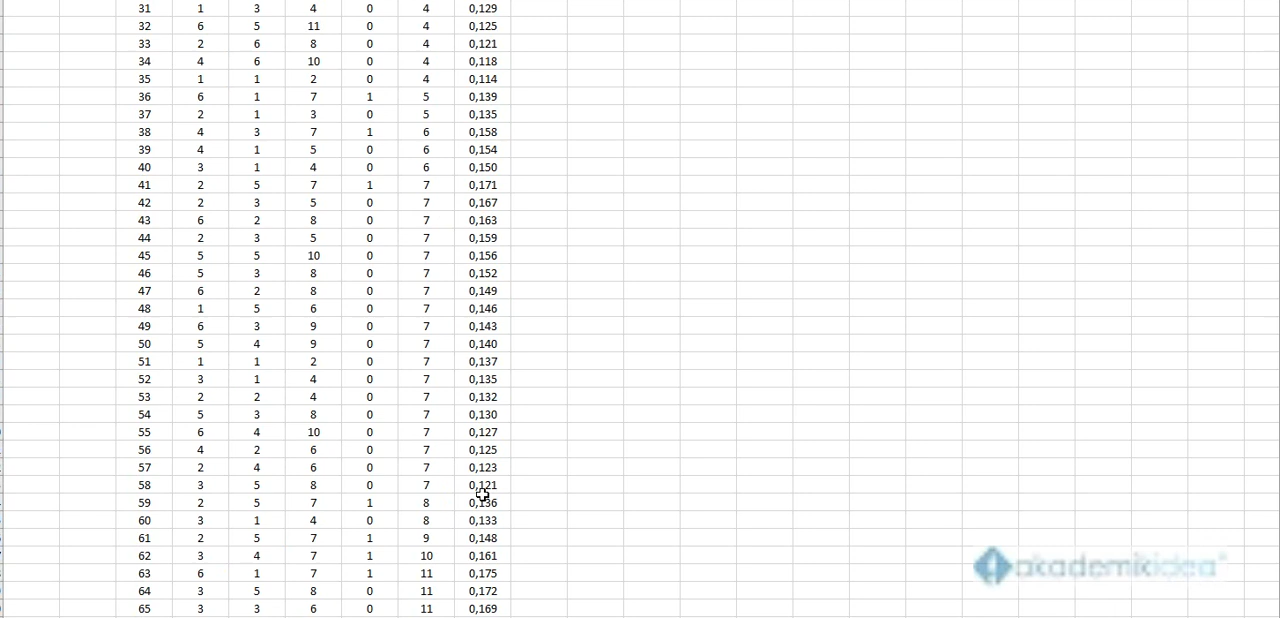 31 1 3 4 0 4 0,129
32 6 5 11 0 4 0,125
33 2 6 8 0 4 0,121
34 4 6 10 0 4 0,118
35 1 1 2 0 4 0,114
36 6 1 7 1 5 0,139
37 2 1 3 0 5 0,135
38 4 3 7 1 6 0,158
39 4 1 5 0 6 0,154
40 3 1 4 0 6 0,150
41 2 5 7 1 7 0,171
42 2 3 5 0 7 0,167
43 6 2 8 0 7 0,163
44 2 3 5 0 7 0,159
45 5 5 10 0 7 0,156
46 5 3 8 0 7 0,152
47 6 2 8 0 7 0,149
48 1 5 6 0 7 0,146
49 6 3 9 0 7 0,143
50 5 4 9 0 7 0,140
51 1 1 2 0 7 0,137
52 3 1 4 0 7 0,135
53 2 2 4 0 7 0,132
54 5 3 8 0 7 0,130
55 6 4 10 0 7 0,127
56 4 2 6 0 7 0,125
57 2 4 6 0 7 0,123
58 3 5 8 0 7 0,121
59 2 5 7 1 8 0,136
60 3 1 4 0 8 0,133
61 2 5 7 1 9 0,148
62 3 4 7 1 10 0,161
63 6 1 7 1 11 0,175
64 3 5 8 0 11 0,172
65 3 3 6 0 11 0,169
akademikidea